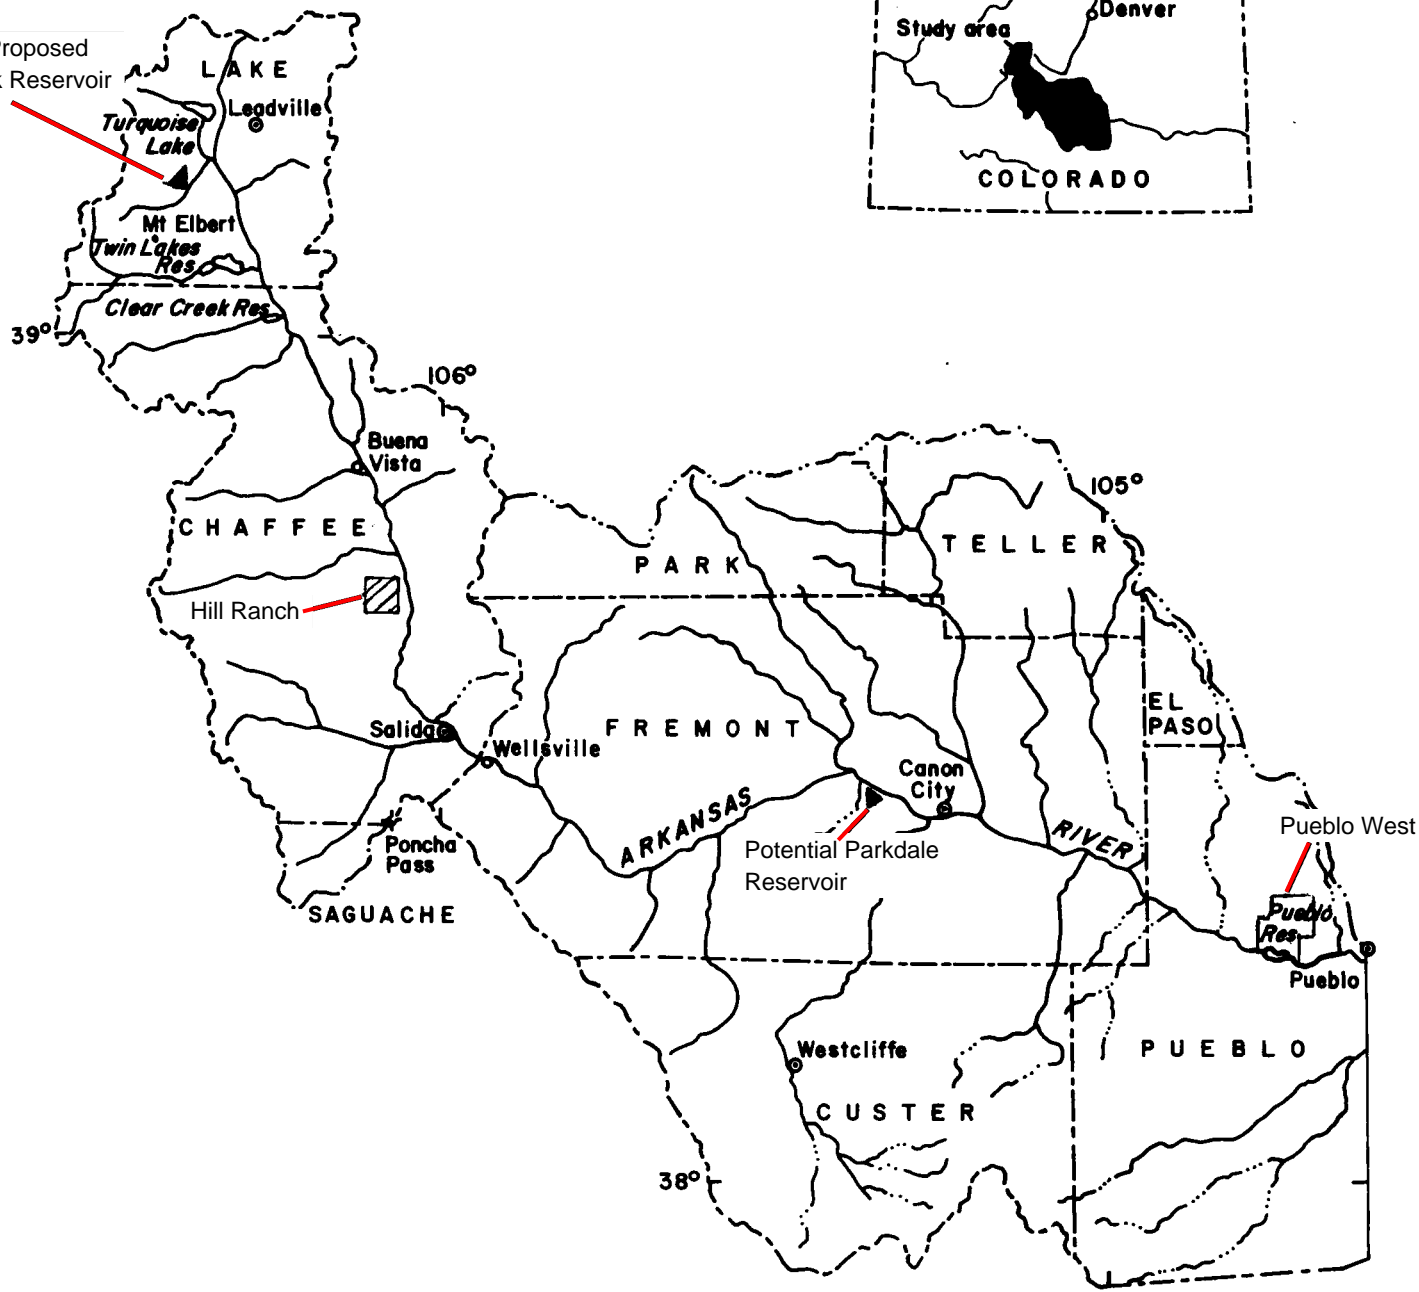 Denver
Study area
COLORADO
Proposed
Reservoir
LAKE
Leadville
Turquoise
Lake
Mt Elbert
Twin Lakes
Res
Clear Creek Res
39°
106°
Buena
Vista
CHAFFEE
105°
TELLER
PARK
Hill Ranch
EL
PASO
FREMONT
Salida
Wellsville
Canon
City
ARKANSAS
RIVER
Pueblo West
Potential Parkdale
Reservoir
Poncha
Pass
SAGUACHE
Pueblo
Res
Pueblo
Westcliffe
PUEBLO
CUSTER
38°